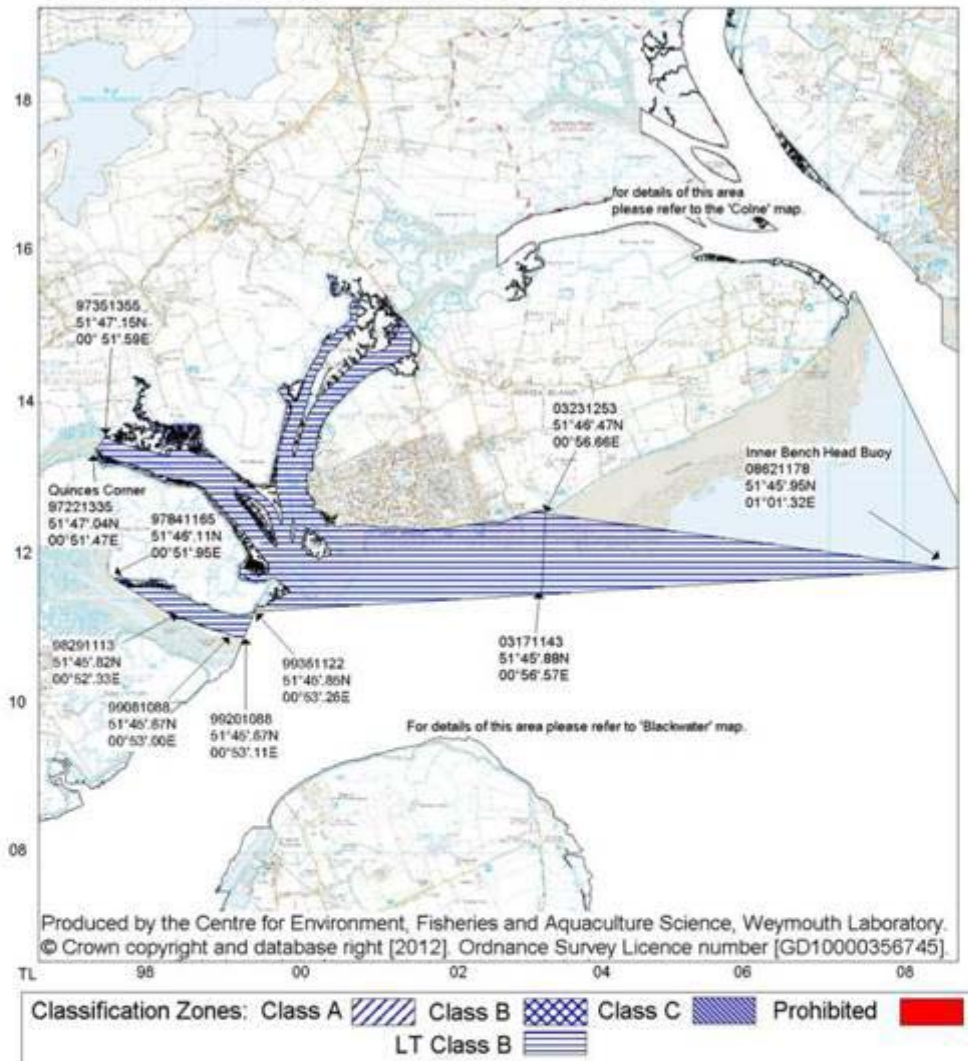 18
for details of this area
please refer to the 'Colne' map.
16
97351355
51°47'.15N
00° 51'.59E
14
03231253
51°46'.47N
00°56'.66E
Inner Bench Head Buoy
08621178
51°45'.95N
01°01'.32E
Quinces Corner
97221335
51°47'.04N
00°51'.47E
97841165
51°46'.11N
00°51'.95E
12
98291113
51°45'.82N
00°52'.33E
99081088
51°45'.67N
00°53'.00E
99201088
51°45'.67N
00°53'.11E
99351122
51°45'.85N
00°53'.26E
03171143
51°45'.88N
00°56'.57E
10
For details of this area please refer to 'Blackwater' map.
08
Produced by the Centre for Environment, Fisheries and Aquaculture Science, Weymouth Laboratory.
© Crown copyright and database right [2012]. Ordnance Survey Licence number [GD10000356745].
TL 98 00 02 04 06 08
Classification Zones: Class A Class B Class C Prohibited
LT Class B